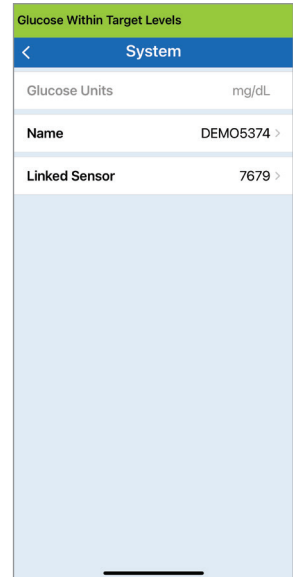 Glucose Within Target Levels
System
Glucose Units mg/dL
Name DEMO5374
Linked Sensor 7679